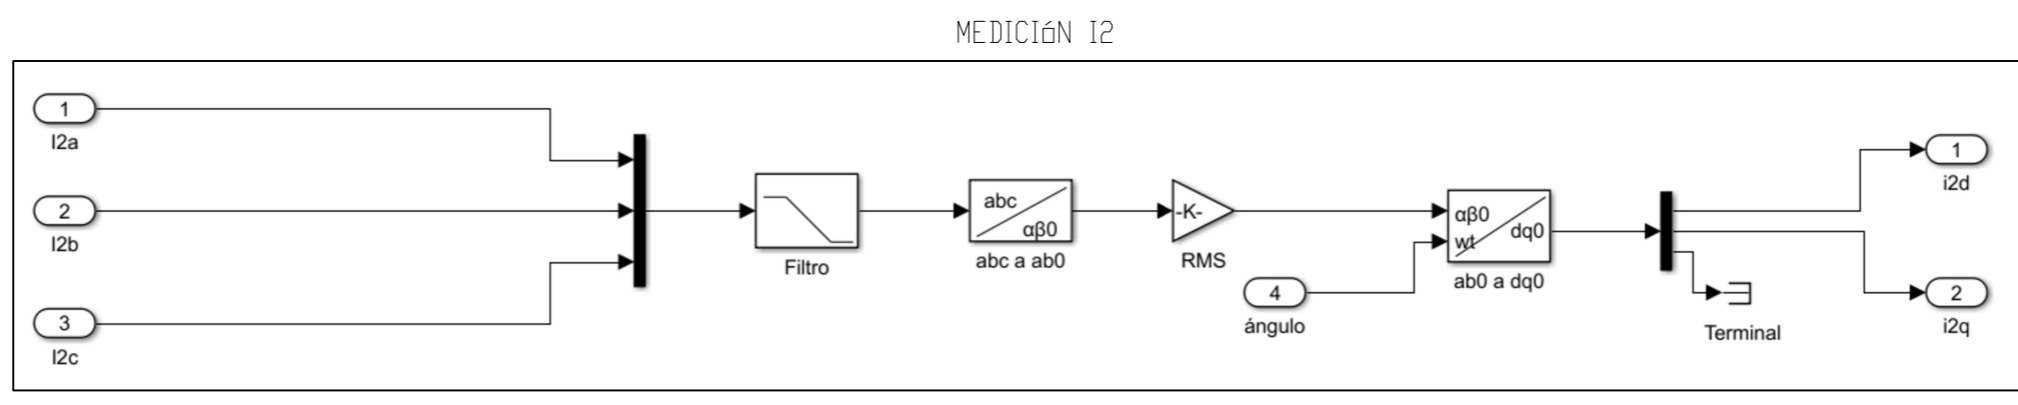 MEDICIóN I2
1
I2a
2
I2b
3
I2c
Filtro
abc
αβ0
abc a ab0
-K-
RMS
4
ángulo
αβ0
wt
dq0
ab0 a dq0
Terminal
1
i2d
2
i2q